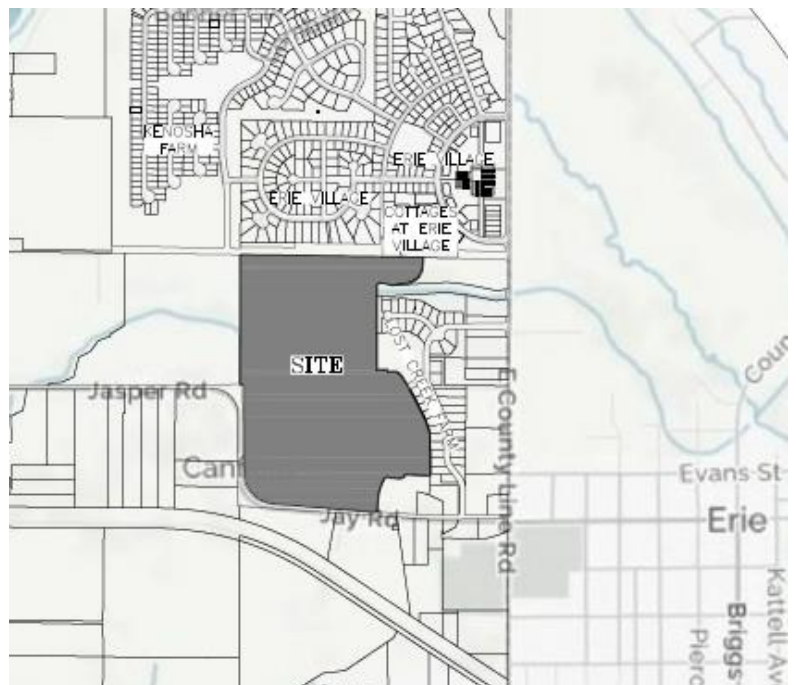 KENOSHA
FARM
ERIE VILLAGE
ERIE VILLAGE
COTTAGES
AT ERIE
VILLAGE
SITE
LOST CREEK FARM
Jasper Rd
E County Line Rd
Evans St
Jay Rd
Erie
Kattell Av
Briggs